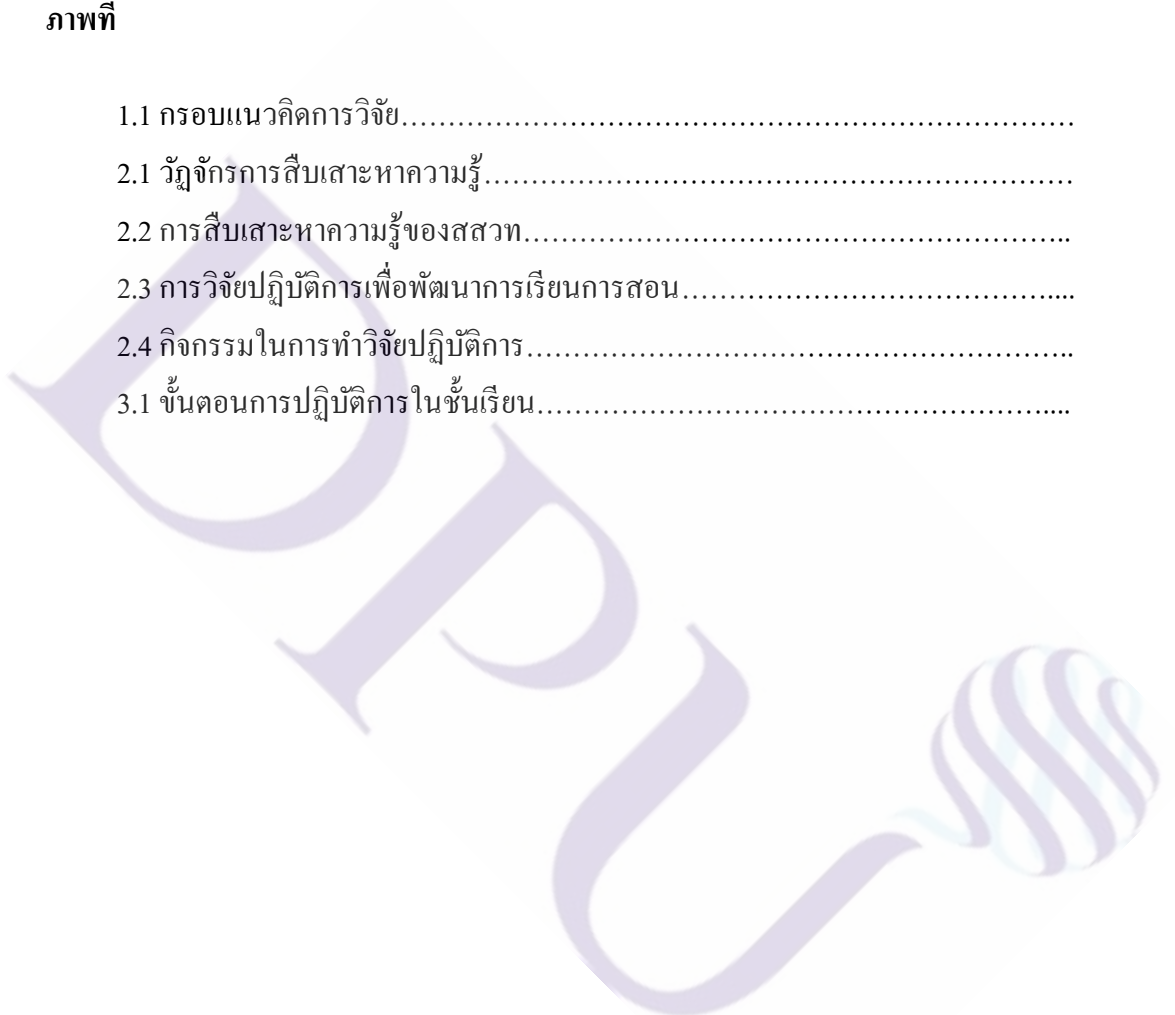 ภาพที่
1.1 กรอบแนวคิดการวิจัย………………………………………………………………
2.1 วัฏจักรการสืบเสาะหาความรู้………………………………………………………
2.2 การสืบเสาะหาความรู้ของสสวท…………………………………………………..
2.3 การวิจัยปฏิบัติการเพื่อพัฒนาการเรียนการสอน…………………………………....
2.4 กิจกรรมในการทำวิจัยปฏิบัติการ…………………………………………………..
3.1 ขั้นตอนการปฏิบัติการในชั้นเรียน………………………………………………....
DPU